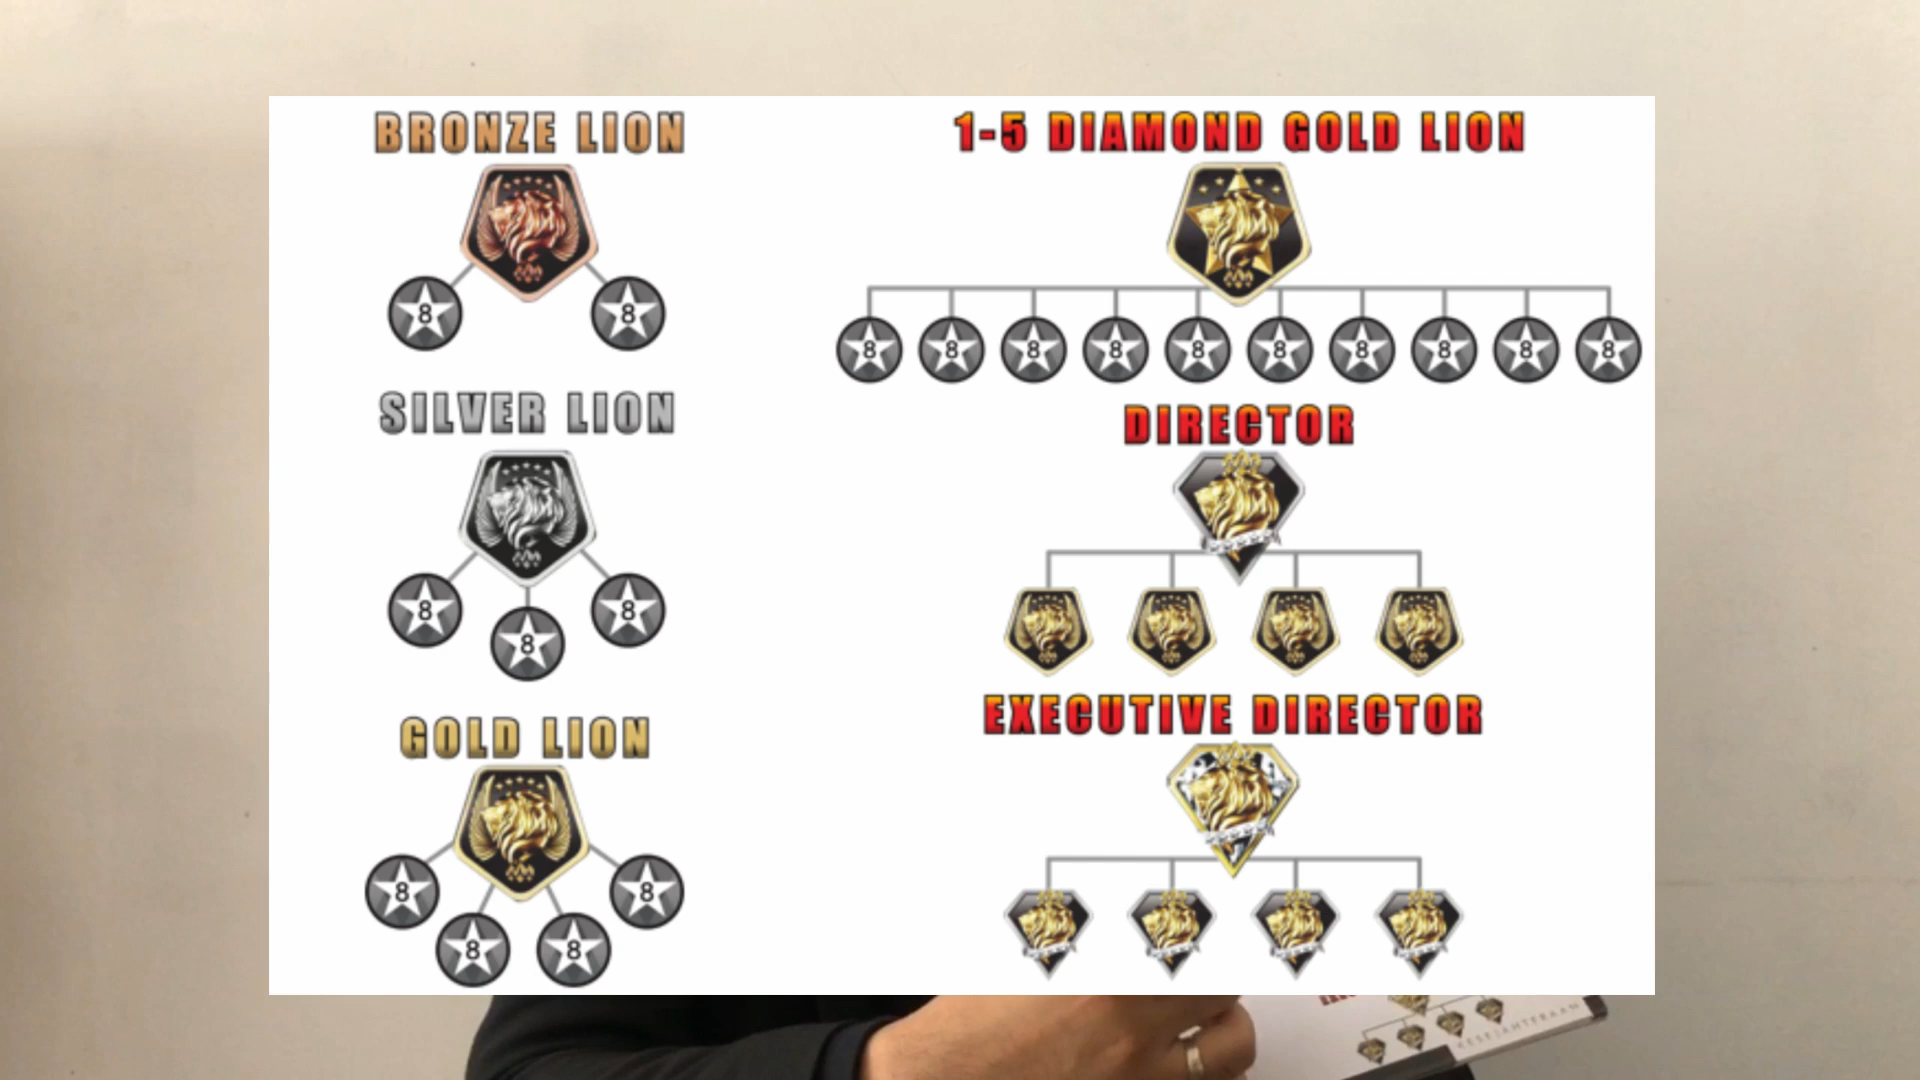 BRONZE LION
8 8
SILVER LION
8 8 8
GOLD LION
8 8 8 8
1-5 DIAMOND GOLD LION
8 8 8 8 8 8 8 8 8 8
DIRECTOR
EXECUTIVE DIRECTOR
KESEJAHTERAAN